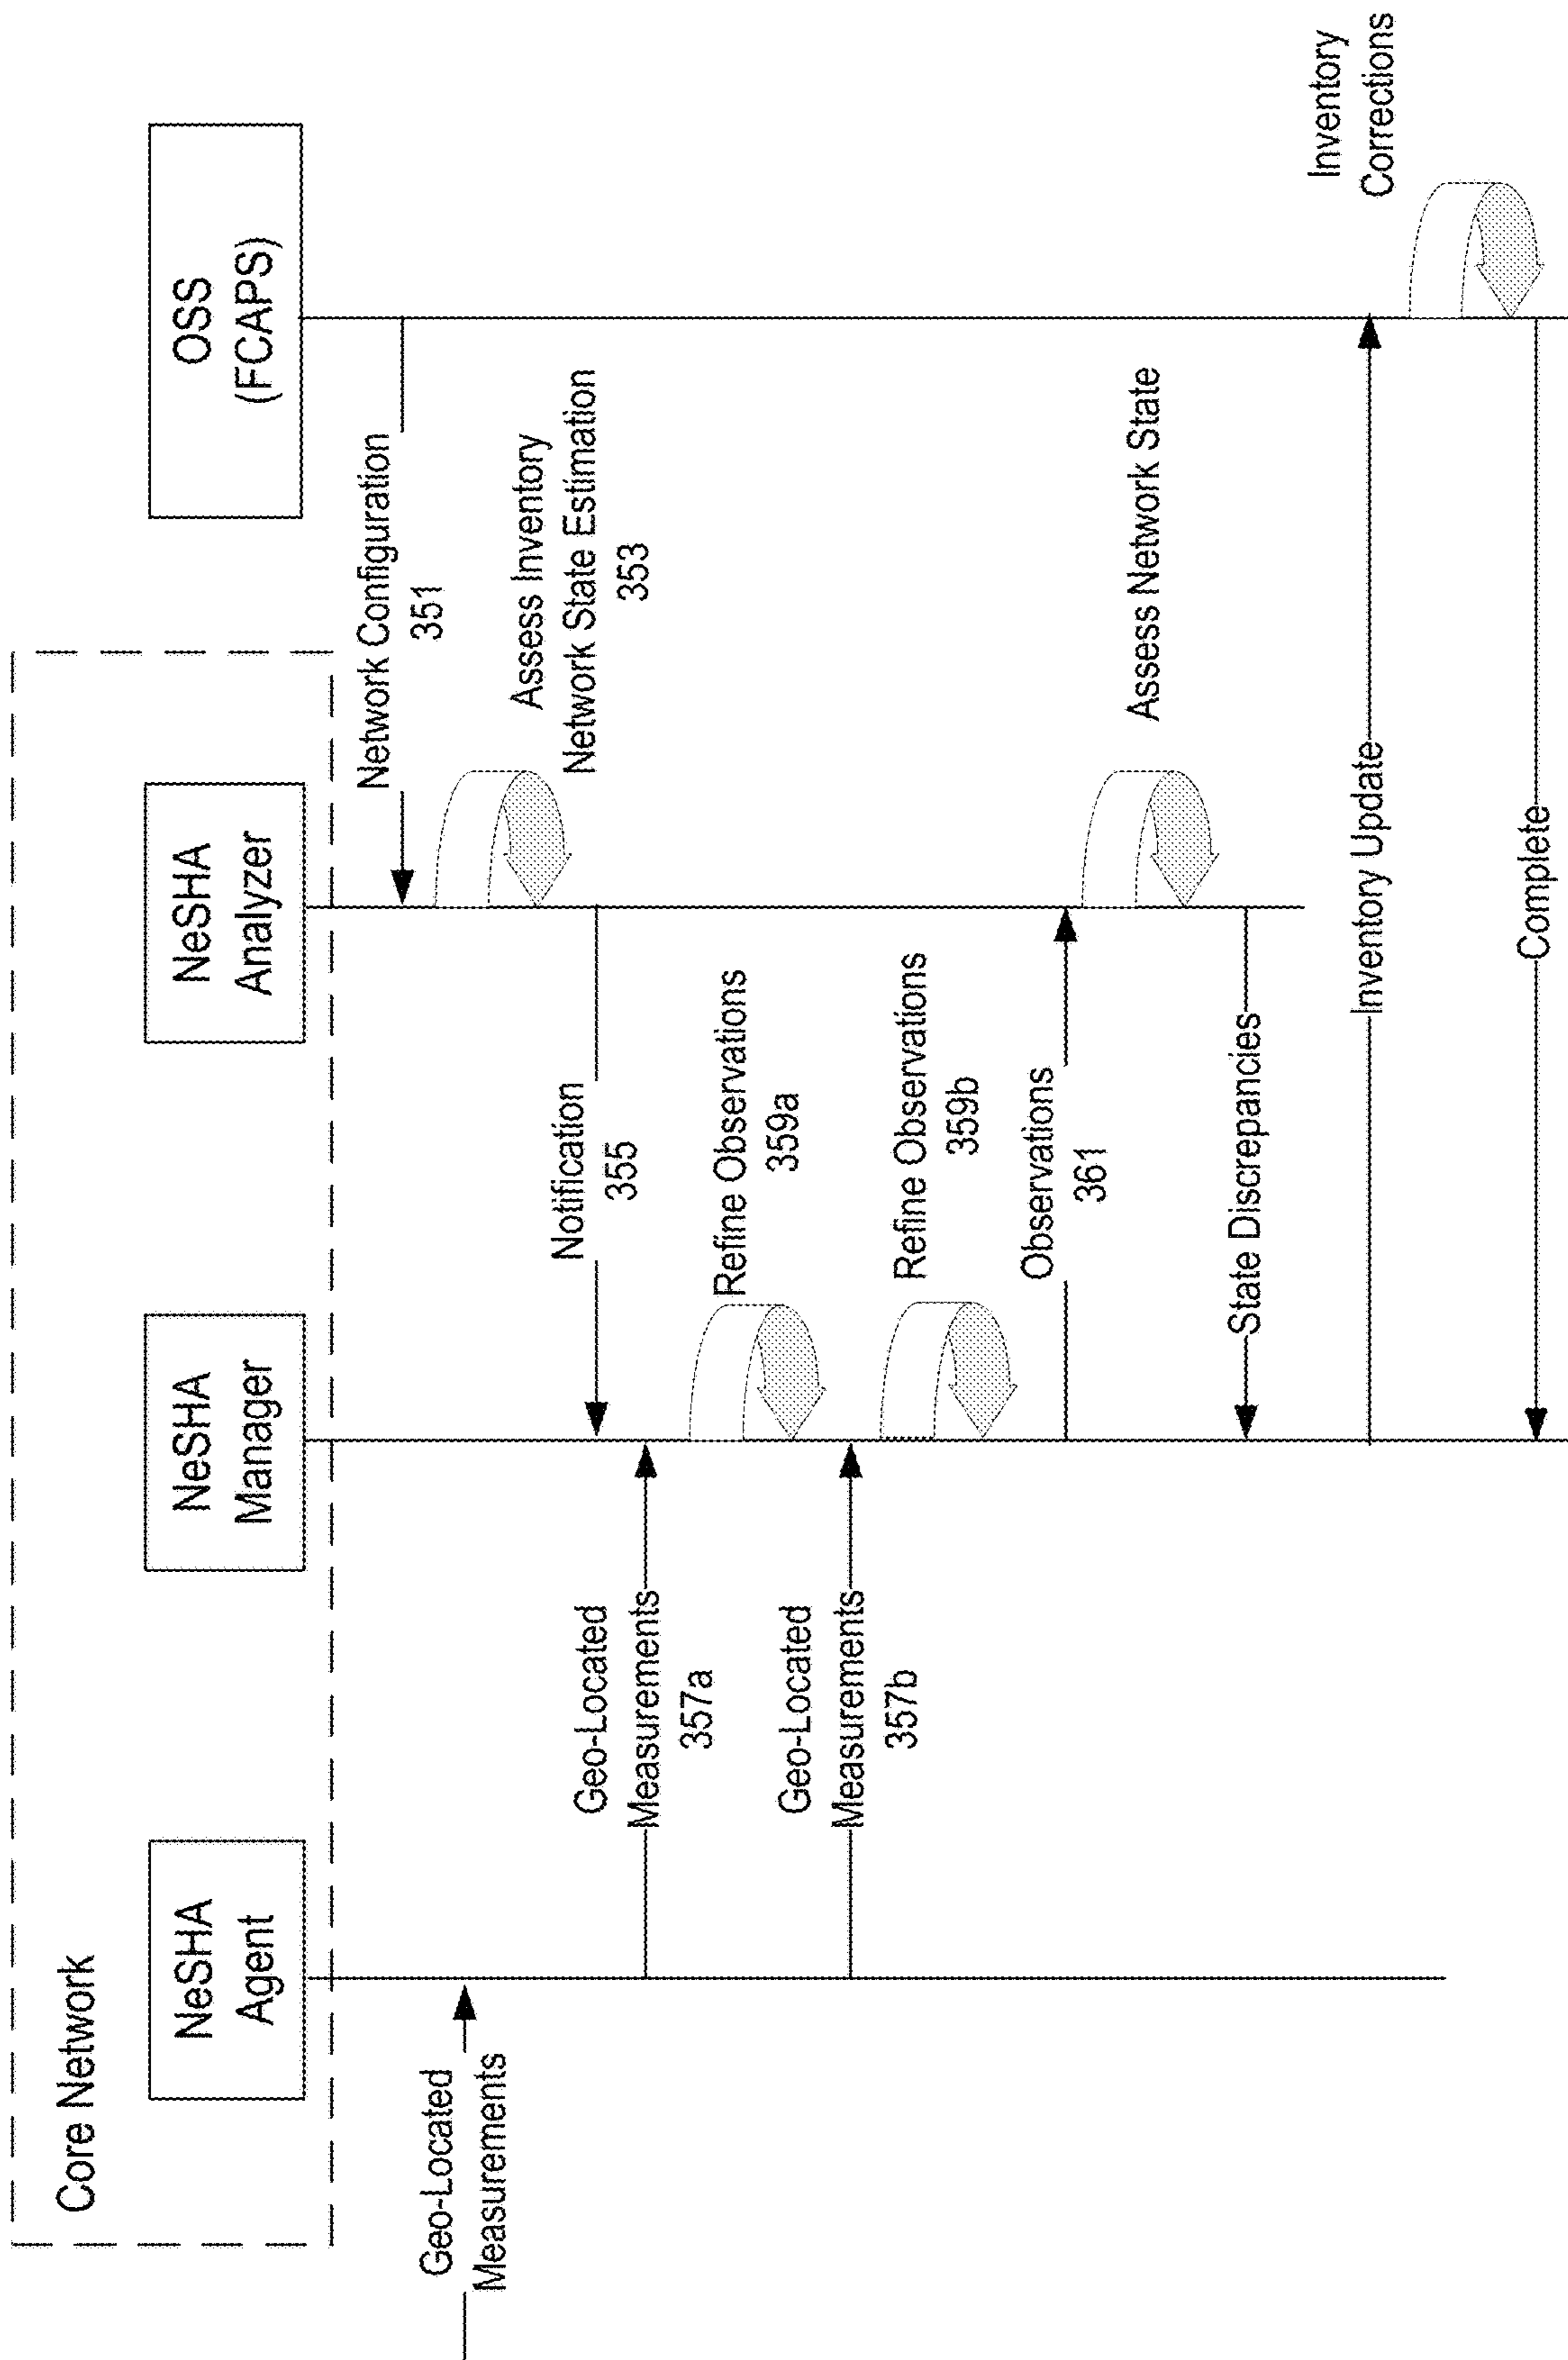 Core Network
NeSHA
Agent
NeSHA
Manager
NeSHA
Analyzer
OSS
(FCAPS)
Network Configuration
351
Geo-Located
Measurements
Assess Inventory
Network State Estimation
353
Notification
355
Geo-Located
Measurements
357a
Refine Observations
359a
Geo-Located
Measurements
357b
Refine Observations
359b
Observations
361
Assess Network State
State Discrepancies
Inventory Update
Inventory
Corrections
Complete